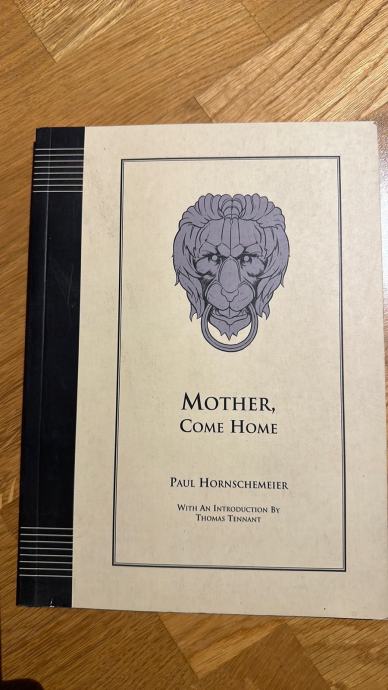 Mother,
Come Home
Paul Hornschemeier
With An Introduction By
Thomas Tennant